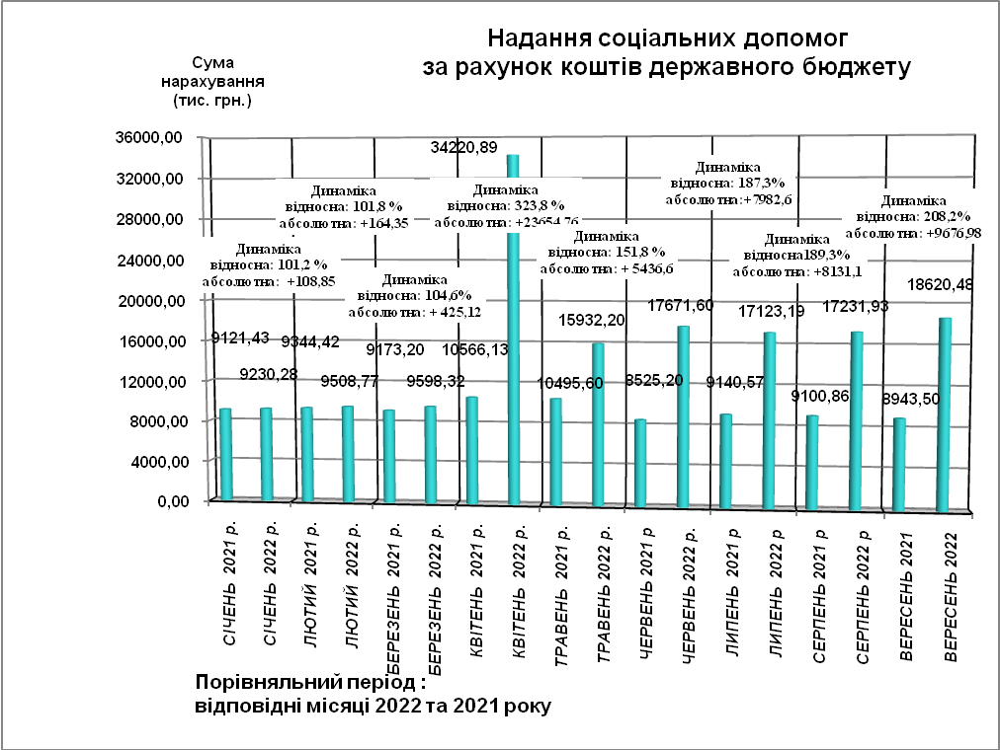 Надання соціальних допомог
за рахунок коштів державного бюджету
Сума
нарахування
(тис. грн.)
36000,00
32000,00
28000,00
24000,00
20000,00
16000,00
12000,00
8000,00
4000,00
0,00
Динаміка
відносна: 101,2 %
абсолютна: +108,85
Динаміка
відносна: 101,8 %
абсолютна: +164,35
Динаміка
відносна: 104,6%
абсолютна: + 425,12
Динаміка
відносна: 323,8 %
абсолютна: +23654,76
Динаміка
відносна: 151,8 %
абсолютна: + 5436,6
Динаміка
відносна: 187,3%
абсолютна:+7982,6
Динаміка
відносна189,3%
абсолютна:+8131,1
Динаміка
відносна: 208,2%
абсолютна: +9676,98
9121,43
9230,28
9344,42
9508,77
9173,20
9598,32
10566,13
34220,89
10495,60
15932,20
8525,20
17671,60
9140,57
17123,19
9100,86
17231,93
8943,50
18620,48
СІЧЕНЬ 2021 р.
СІЧЕНЬ 2022 р.
ЛЮТИЙ 2021 р.
ЛЮТИЙ 2022 р.
БЕРЕЗЕНЬ 2021 р.
БЕРЕЗЕНЬ 2022 р.
КВІТЕНЬ 2021 р.
КВІТЕНЬ 2022 р.
ТРАВЕНЬ 2021 р.
ТРАВЕНЬ 2022 р.
ЧЕРВЕНЬ 2021 р
ЧЕРВЕНЬ 2022 р.
ЛИПЕНЬ 2021 р
ЛИПЕНЬ 2022 р
СЕРПЕНЬ 2021 р
СЕРПЕНЬ 2022 р
ВЕРЕСЕНЬ 2021
ВЕРЕСЕНЬ 2022
Порівняльний період :
відповідні місяці 2022 та 2021 року